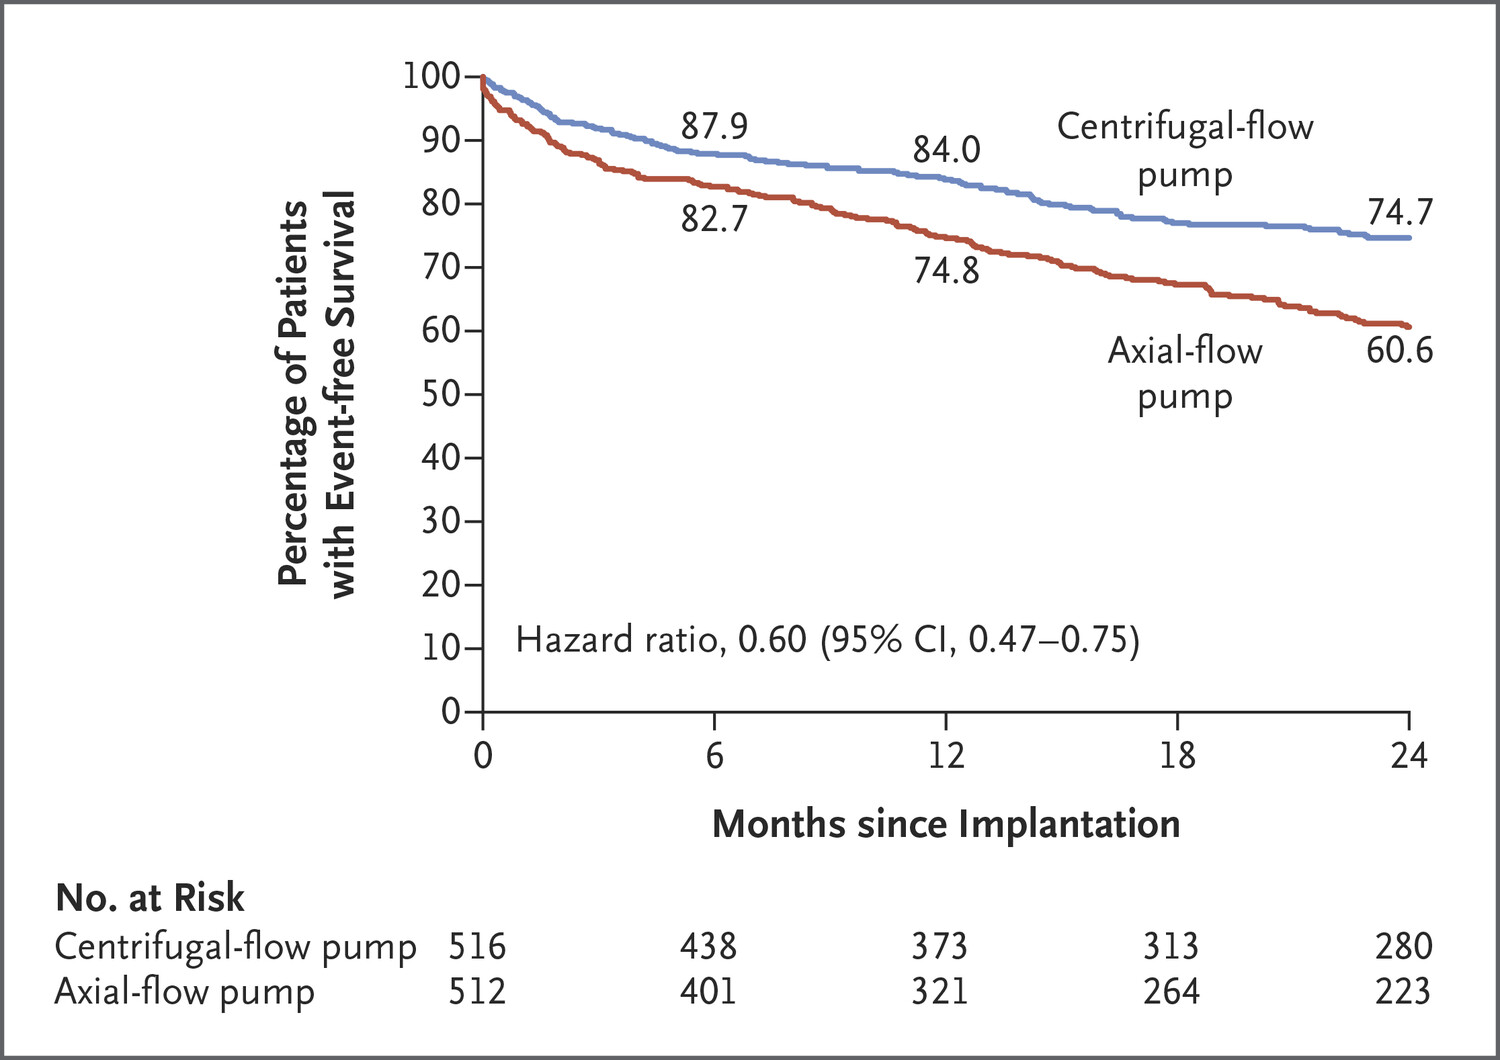 100
90
80
70
60
50
40
30
20
10
0
Percentage of Patients
with Event-free Survival
87.9
84.0
74.7
82.7
74.8
60.6
Centrifugal-flow
pump
Axial-flow
pump
Hazard ratio, 0.60 (95% CI, 0.47–0.75)
0 6 12 18 24
Months since Implantation
No. at Risk
Centrifugal-flow pump 516 438 373 313 280
Axial-flow pump 512 401 321 264 223